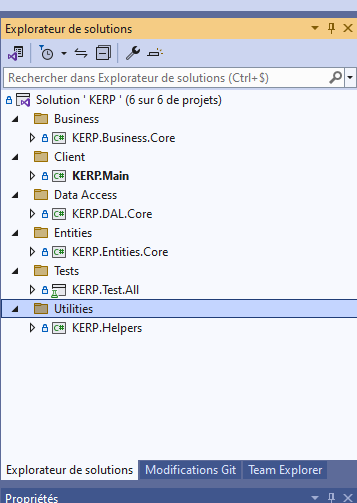 Explorateur de solutions
Rechercher dans Explorateur de solutions (Ctrl+$)
Solution ' KERP ' (6 sur 6 de projets)
Business
C# KERP.Business.Core
Client
C# KERP.Main
Data Access
C# KERP.DAL.Core
Entities
C# KERP.Entities.Core
Tests
KERP.Test.All
Utilities
C# KERP.Helpers
Explorateur de solutions Modifications Git Team Explorer
Propriétés